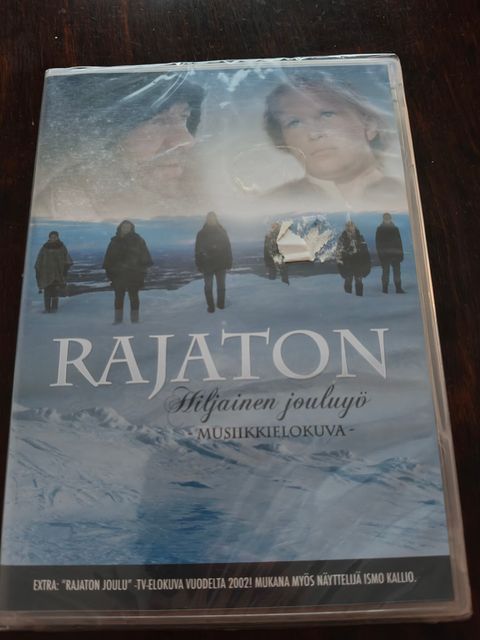 RAJATON
Hiljainen jouluyö
- MUSIIKKIELOKUVA -
EXTRA: "RAJATON JOULU" -TV-ELOKUVA VUODELTA 2002! MUKANA MYÖS NÄYTTELIJÄ ISMO KALLIO.